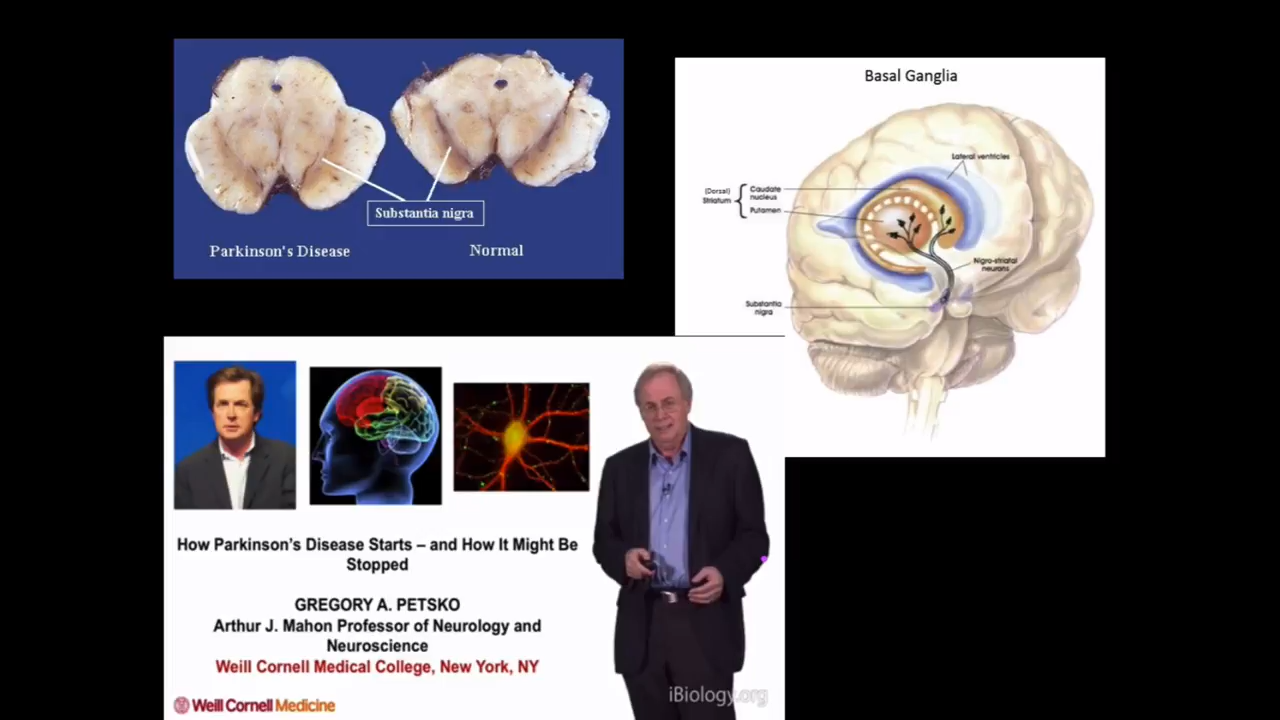 Substantia nigra
Parkinson's Disease
Normal
Basal Ganglia
Lateral ventricles
(Dorsal)
Striatum
Caudate
nucleus
Putamen
Nigro-striatal
neurons
Substantia
nigra
How Parkinson's Disease Starts – and How It Might Be
Stopped
GREGORY A. PETSKO
Arthur J. Mahon Professor of Neurology and
Neuroscience
Weill Cornell Medical College, New York, NY
Weill Cornell Medicine
iBiology.org